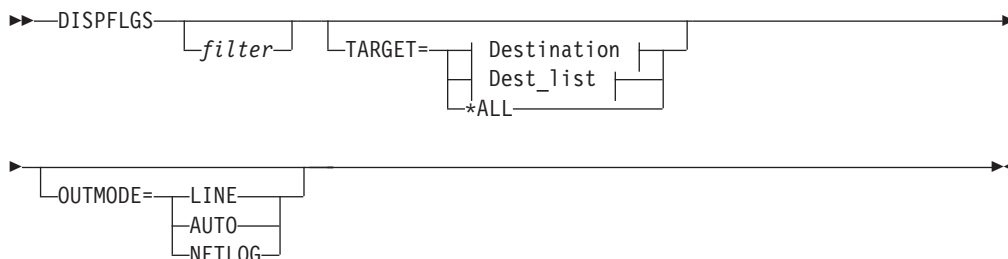 DISPFLGS
filter
TARGET=
Destination
Dest_list
*ALL
OUTMODE=
LINE
AUTO
NETLOG